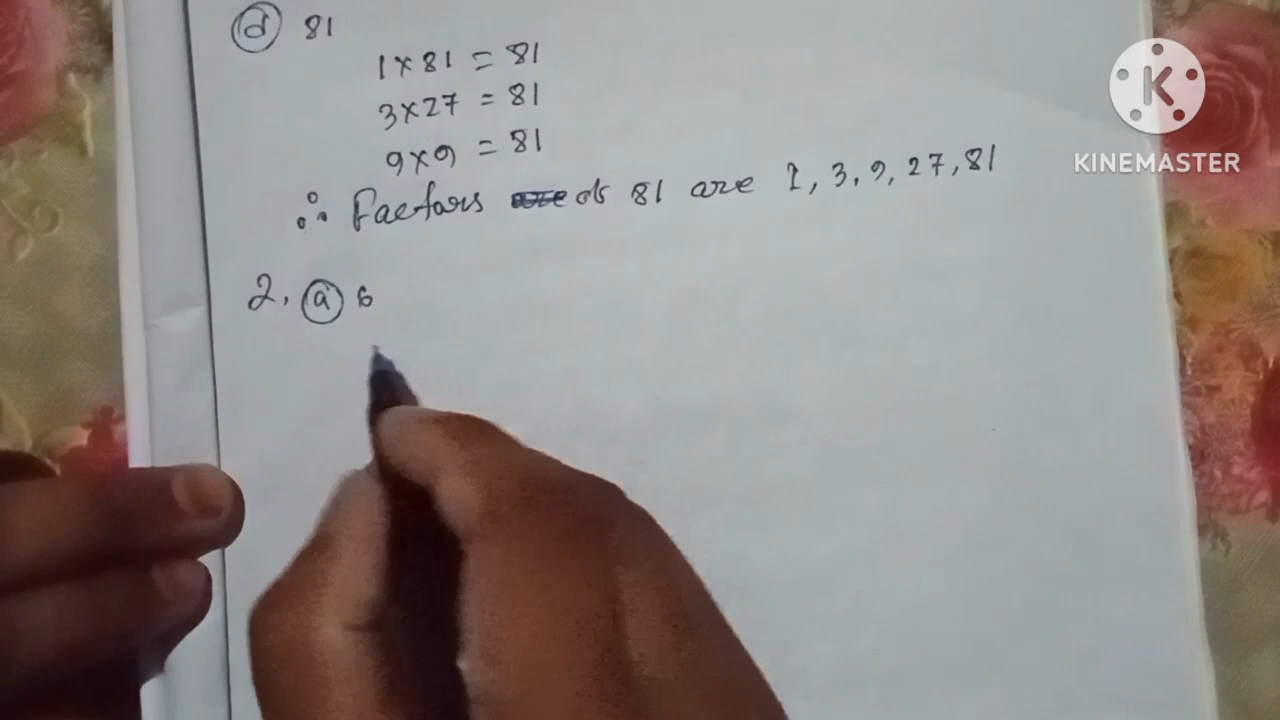 (d) 81
1 × 81 = 81
3 × 27 = 81
9 × 9 = 81
∴ Factors of 81 are 1, 3, 9, 27, 81
2. (a) 6
K
KINEMASTER